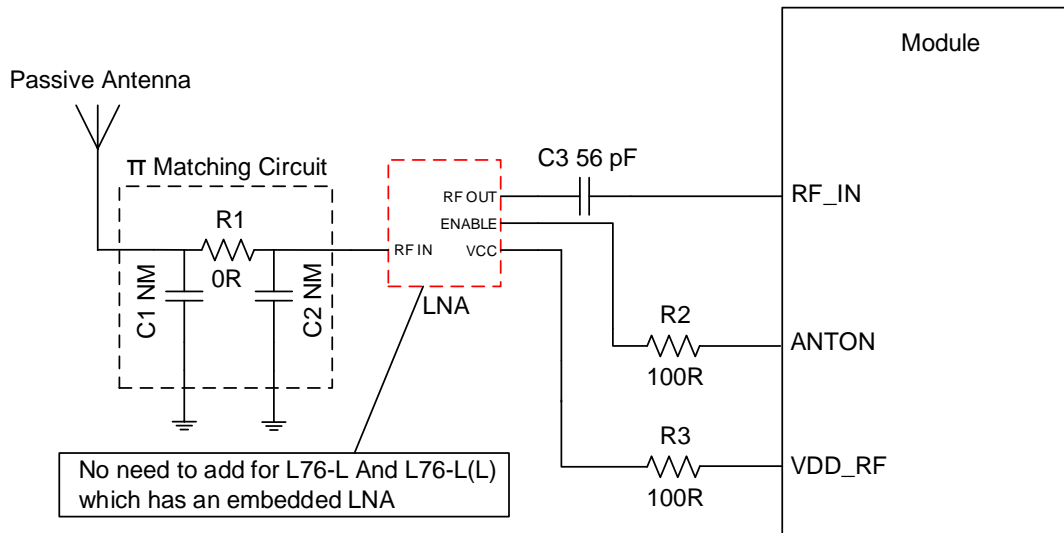 Module
Passive Antenna
π Matching Circuit
C3 56 pF
R1
0R
C1 NM
C2 NM
RF IN
RF OUT
ENABLE
VCC
LNA
RF_IN
R2
100R
ANTON
R3
100R
VDD_RF
No need to add for L76-L And L76-L(L)
which has an embedded LNA